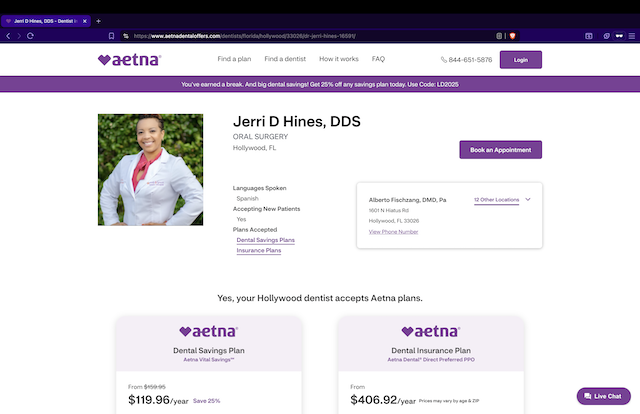 Jerri D Hines, DDS - Dentist in
https://www.aetnadentaloffers.com/dentists/florida/hollywood/33026/dr-jerri-hines-16591/
aetna®
Find a plan
Find a dentist
How it works
FAQ
844-651-5876
Login
You've earned a break. And big dental savings! Get 25% off any savings plan today. Use Code: LD2025
Jerri D Hines, DDS
ORAL SURGERY
Hollywood, FL
Book an Appointment
Languages Spoken
Spanish
Accepting New Patients
Yes
Plans Accepted
Dental Savings Plans
Insurance Plans
Alberto Fischzang, DMD, Pa
12 Other Locations
1601 N Hiatus Rd
Hollywood, FL 33026
View Phone Number
Yes, your Hollywood dentist accepts Aetna plans.
aetna®
Dental Savings Plan
Aetna Vital Savings℠
From $159.95
$119.96/year Save 25%
aetna®
Dental Insurance Plan
Aetna Dental® Direct Preferred PPO
From
$406.92/year Prices may vary by age & ZIP
Live Chat